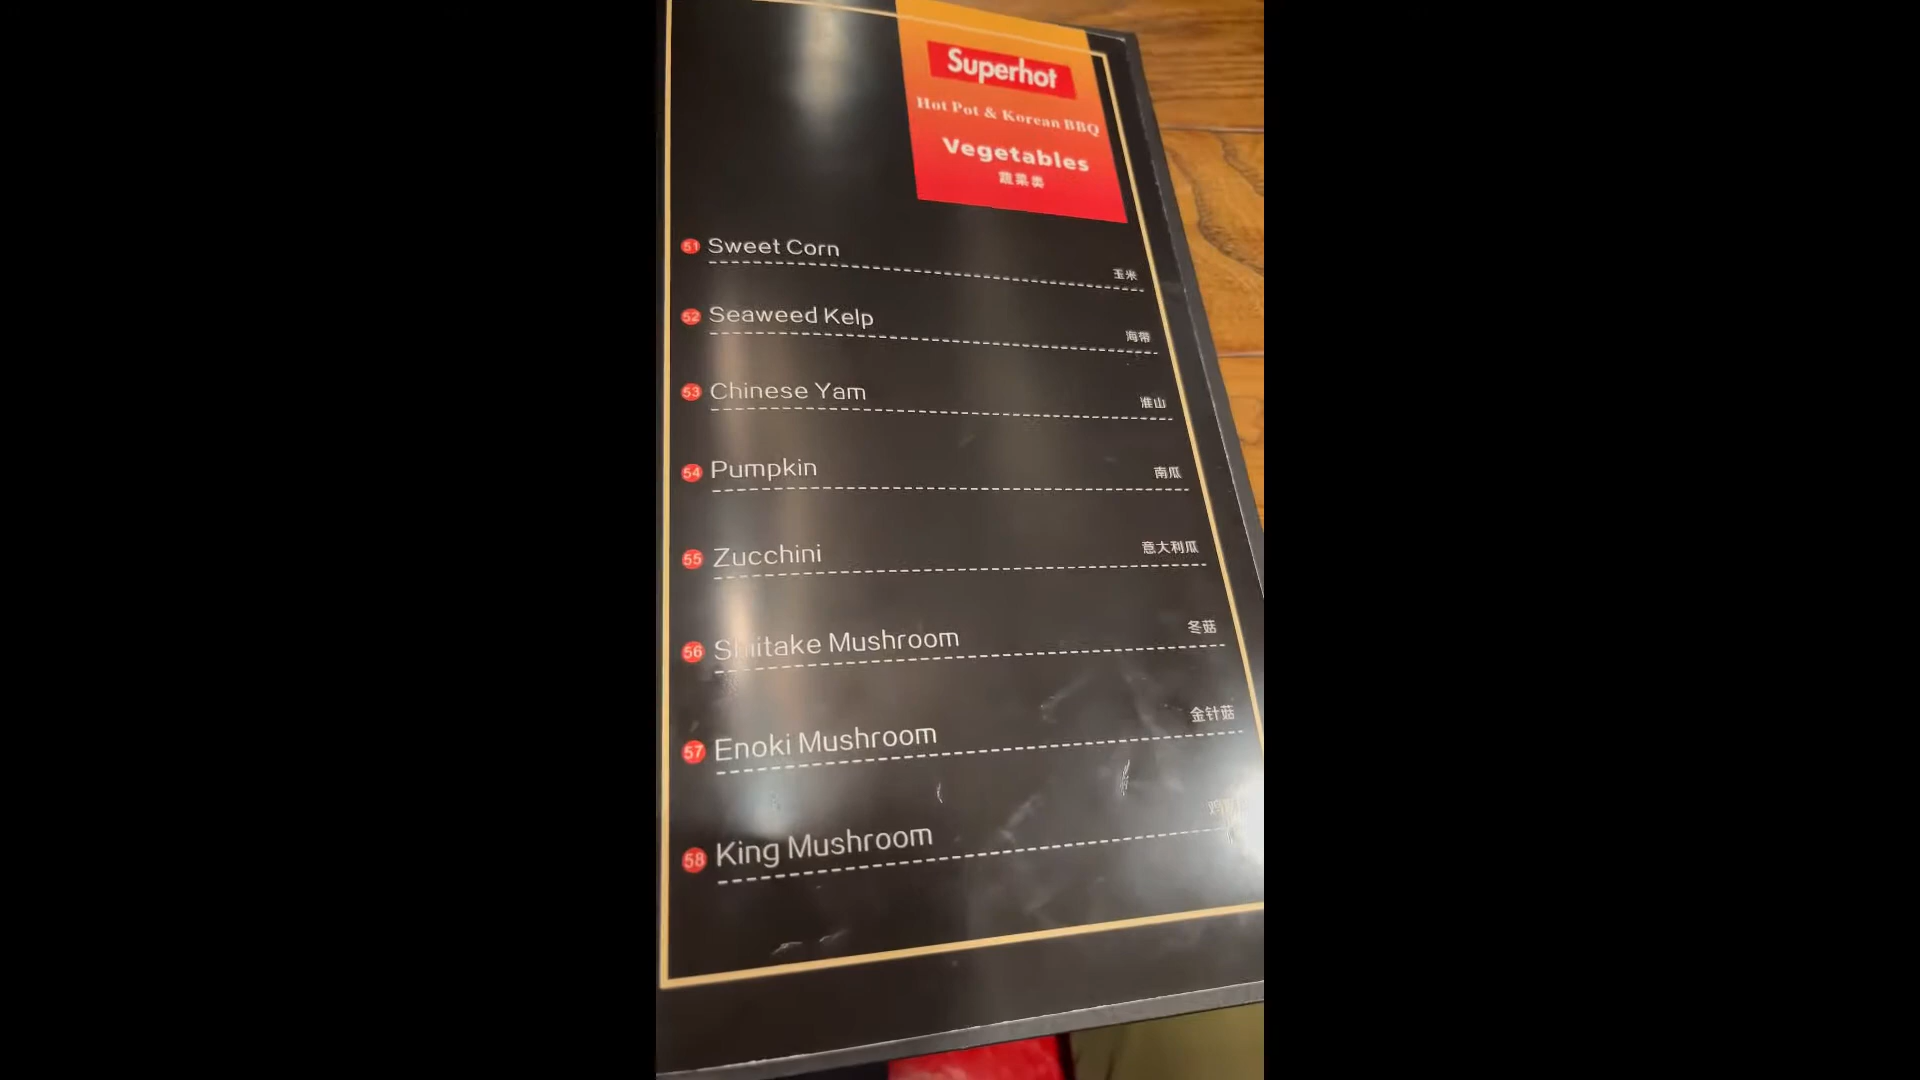 Superhot
Hot Pot & Korean BBQ
Vegetables
蔬菜类
51 Sweet Corn 玉米
52 Seaweed Kelp 海带
53 Chinese Yam 淮山
54 Pumpkin 南瓜
55 Zucchini 意大利瓜
56 Shiitake Mushroom 冬菇
57 Enoki Mushroom 金针菇
58 King Mushroom